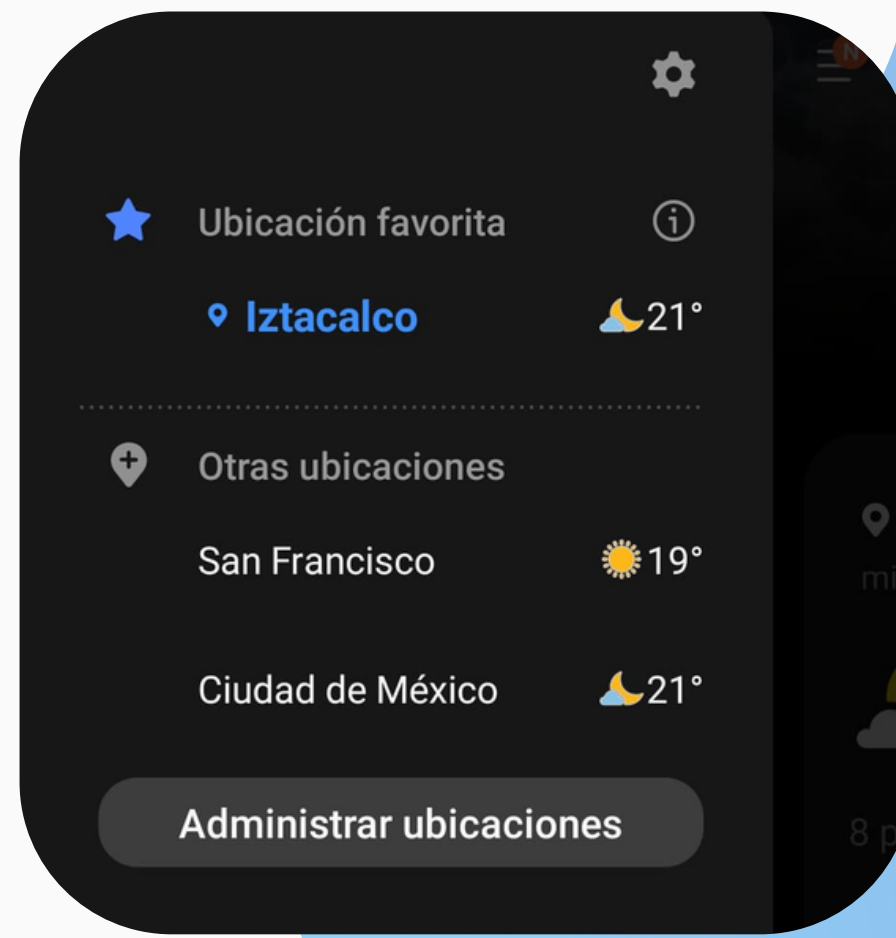 N
Ubicación favorita
Iztacalco 21°
Otras ubicaciones
San Francisco 19°
Ciudad de México 21°
Administrar ubicaciones